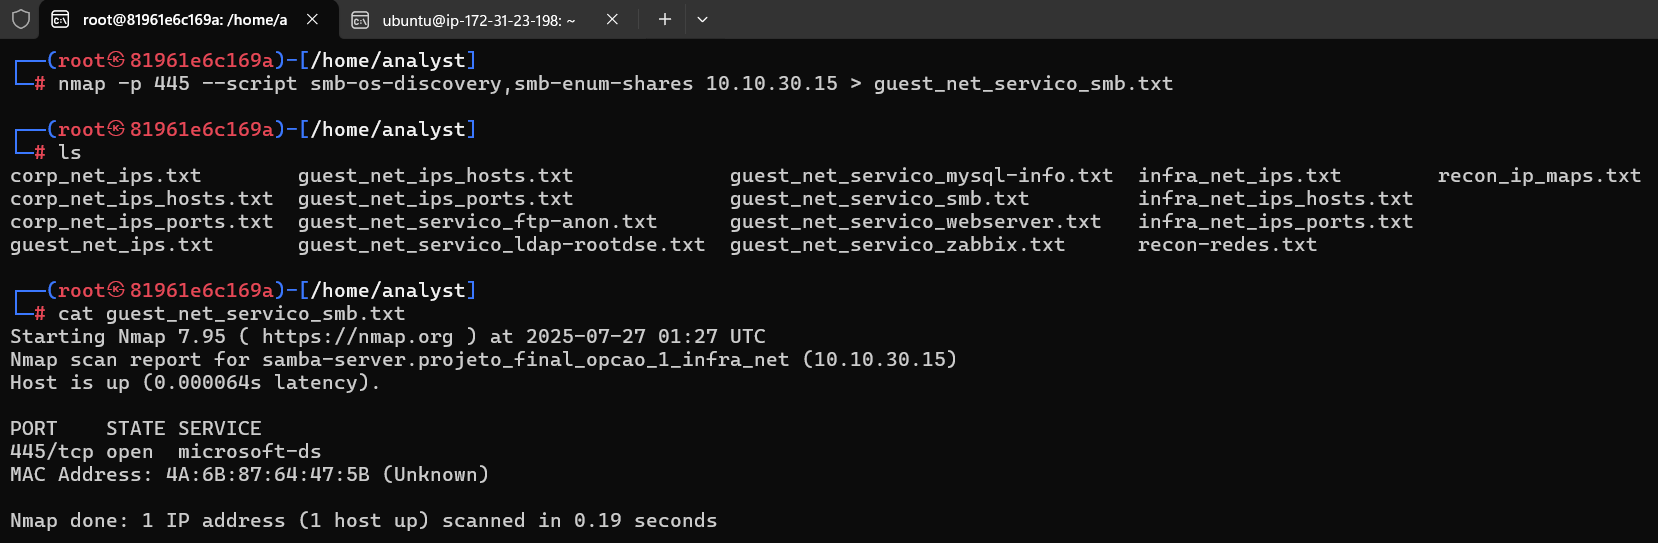 root@81961e6c169a: /home/a ubuntu@ip-172-31-23-198: ~
┌──(root㉿81961e6c169a)-[/home/analyst]
└─# nmap -p 445 --script smb-os-discovery,smb-enum-shares 10.10.30.15 > guest_net_servico_smb.txt
┌──(root㉿81961e6c169a)-[/home/analyst]
└─# ls
corp_net_ips.txt guest_net_ips_hosts.txt guest_net_servico_mysql-info.txt infra_net_ips.txt recon_ip_maps.txt
corp_net_ips_hosts.txt guest_net_ips_ports.txt guest_net_servico_smb.txt infra_net_ips_hosts.txt
corp_net_ips_ports.txt guest_net_servico_ftp-anon.txt guest_net_servico_webserver.txt infra_net_ips_ports.txt
guest_net_ips.txt guest_net_servico_ldap-rootdse.txt guest_net_servico_zabbix.txt recon-redes.txt
┌──(root㉿81961e6c169a)-[/home/analyst]
└─# cat guest_net_servico_smb.txt
Starting Nmap 7.95 ( https://nmap.org ) at 2025-07-27 01:27 UTC
Nmap scan report for samba-server.projeto_final_opcao_1_infra_net (10.10.30.15)
Host is up (0.000064s latency).
PORT STATE SERVICE
445/tcp open microsoft-ds
MAC Address: 4A:6B:87:64:47:5B (Unknown)
Nmap done: 1 IP address (1 host up) scanned in 0.19 seconds